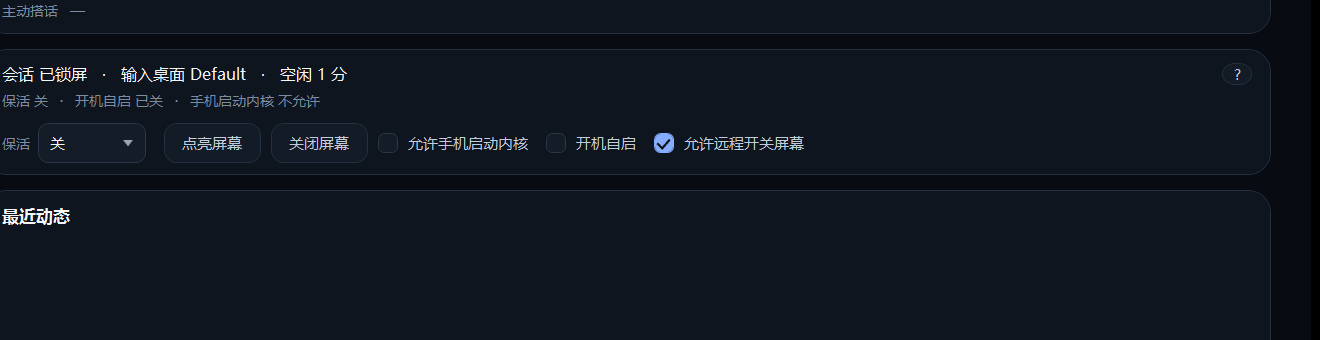 主动搭话 —
会话 已锁屏 · 输入桌面 Default · 空闲 1 分 ?
保活 关 · 开机自启 已关 · 手机启动内核 不允许
保活 关 点亮屏幕 关闭屏幕 允许手机启动内核 开机自启 允许远程开关屏幕
最近动态